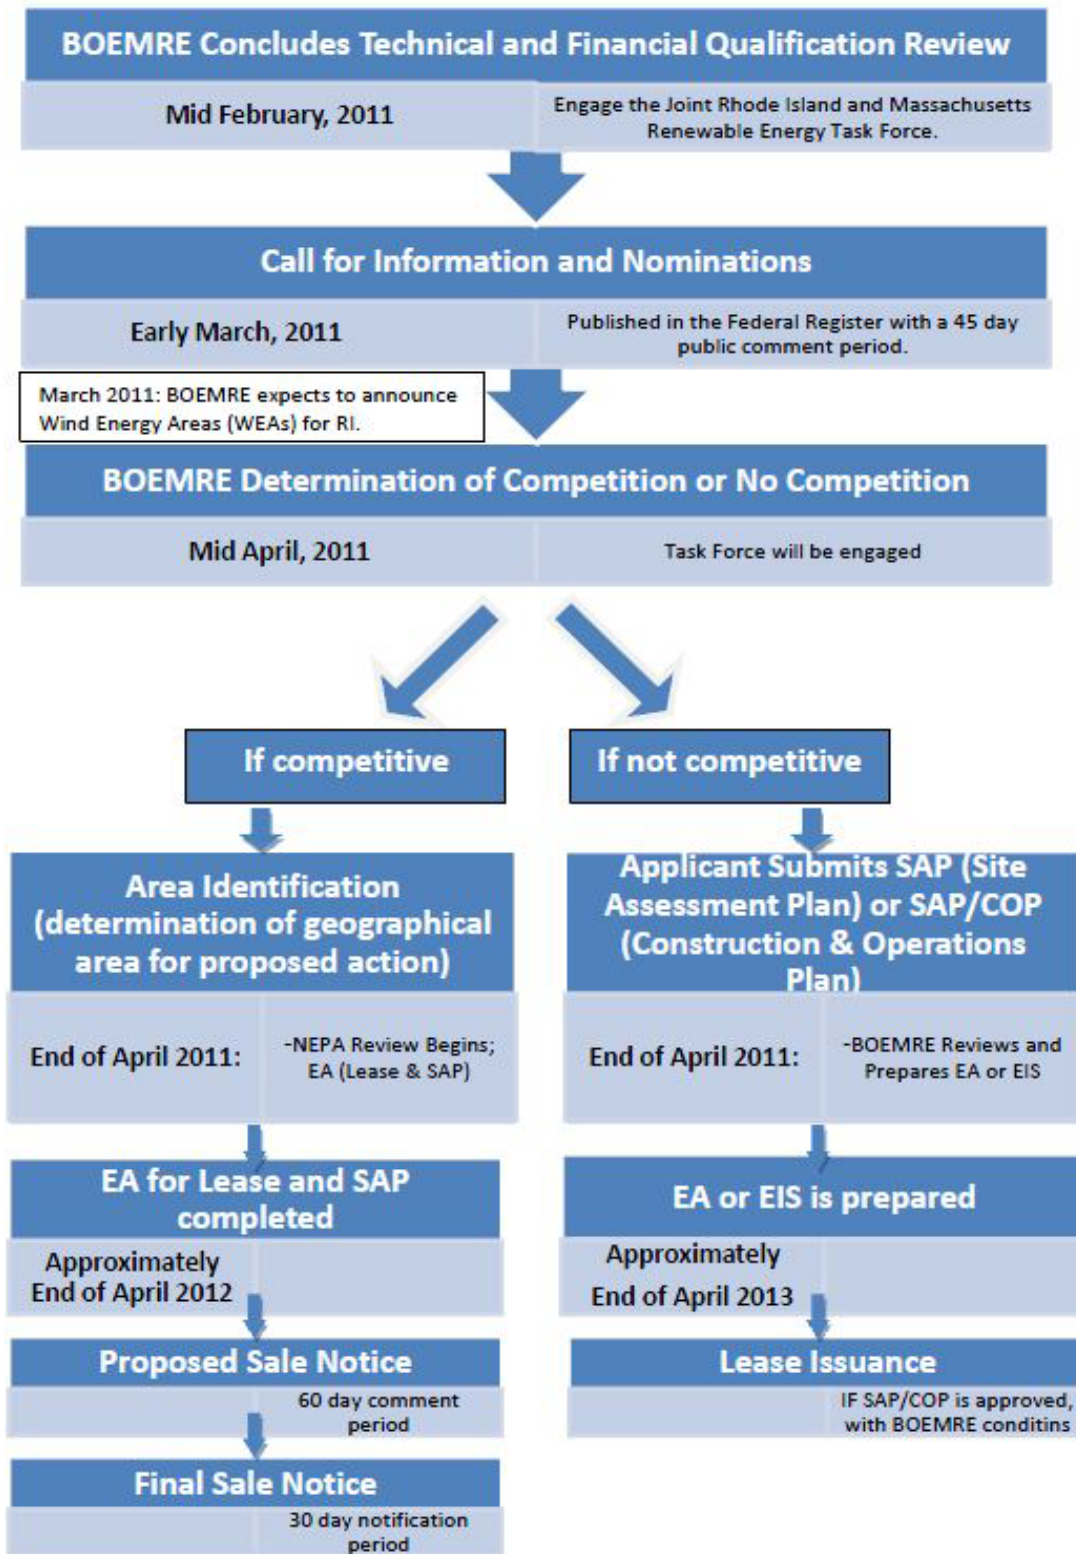 BOEMRE Concludes Technical and Financial Qualification Review
Mid February, 2011
Engage the Joint Rhode Island and Massachusetts
Renewable Energy Task Force.
Call for Information and Nominations
Early March, 2011
Published in the Federal Register with a 45 day
public comment period.
March 2011: BOEMRE expects to announce
Wind Energy Areas (WEAs) for RI.
BOEMRE Determination of Competition or No Competition
Mid April, 2011
Task Force will be engaged
If competitive
Area Identification
(determination of geographical
area for proposed action)
End of April 2011:
-NEPA Review Begins;
EA (Lease & SAP)
EA for Lease and SAP
completed
Approximately
End of April 2012
Proposed Sale Notice
60 day comment
period
Final Sale Notice
30 day notification
period
If not competitive
Applicant Submits SAP (Site
Assessment Plan) or SAP/COP
(Construction & Operations
Plan)
End of April 2011:
-BOEMRE Reviews and
Prepares EA or EIS
EA or EIS is prepared
Approximately
End of April 2013
Lease Issuance
IF SAP/COP is approved,
with BOEMRE conditins